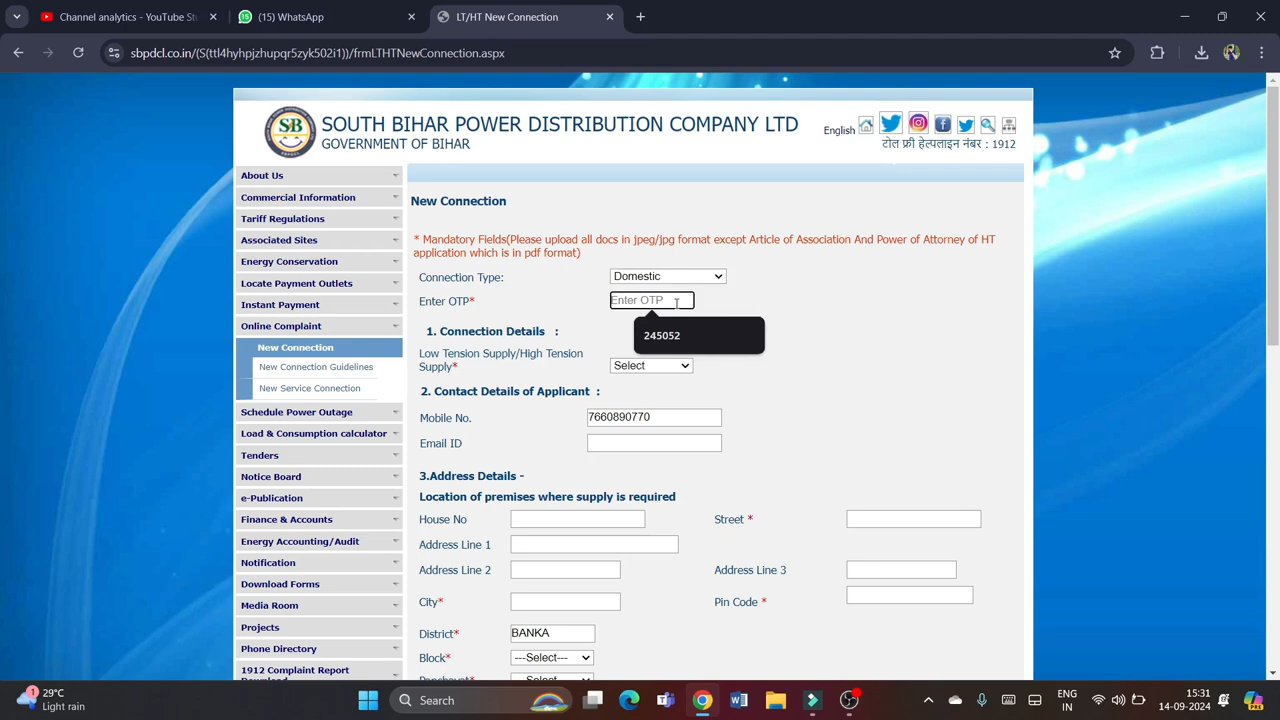 Channel analytics - YouTube St
(15) WhatsApp
LT/HT New Connection
sbpdcl.co.in/(S(ttl4hyhpjzhupqr5zyk502i1))/frmLTHTNewConnection.aspx
SB
SOUTH BIHAR POWER DISTRIBUTION COMPANY LTD
GOVERNMENT OF BIHAR
English
टोल फ्री हेल्पलाइन नंबर : 1912
About Us
Commercial Information
Tariff Regulations
Associated Sites
Energy Conservation
Locate Payment Outlets
Instant Payment
Online Complaint
New Connection
New Connection Guidelines
New Service Connection
Schedule Power Outage
Load & Consumption calculator
Tenders
Notice Board
e-Publication
Finance & Accounts
Energy Accounting/Audit
Notification
Download Forms
Media Room
Projects
Phone Directory
1912 Complaint Report
New Connection
* Mandatory Fields(Please upload all docs in jpeg/jpg format except Article of Association And Power of Attorney of HT
application which is in pdf format)
Connection Type: Domestic
Enter OTP* Enter OTP
245052
1. Connection Details :
Low Tension Supply/High Tension
Supply* Select
2. Contact Details of Applicant :
Mobile No. 7660890770
Email ID
3.Address Details -
Location of premises where supply is required
House No Street *
Address Line 1
Address Line 2 Address Line 3
City* Pin Code *
District* BANKA
Block* ---Select---
29°C
Light rain
1
Search
ENG
IN
15:31
14-09-2024